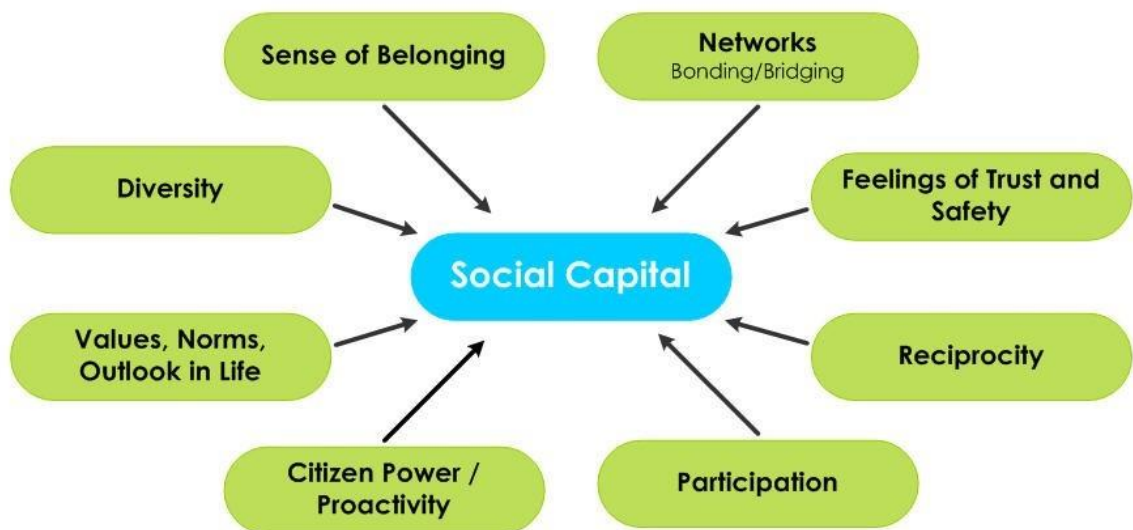 Sense of Belonging
Networks
Bonding/Bridging
Diversity
Feelings of Trust and
Safety
Social Capital
Values, Norms,
Outlook in Life
Reciprocity
Citizen Power /
Proactivity
Participation